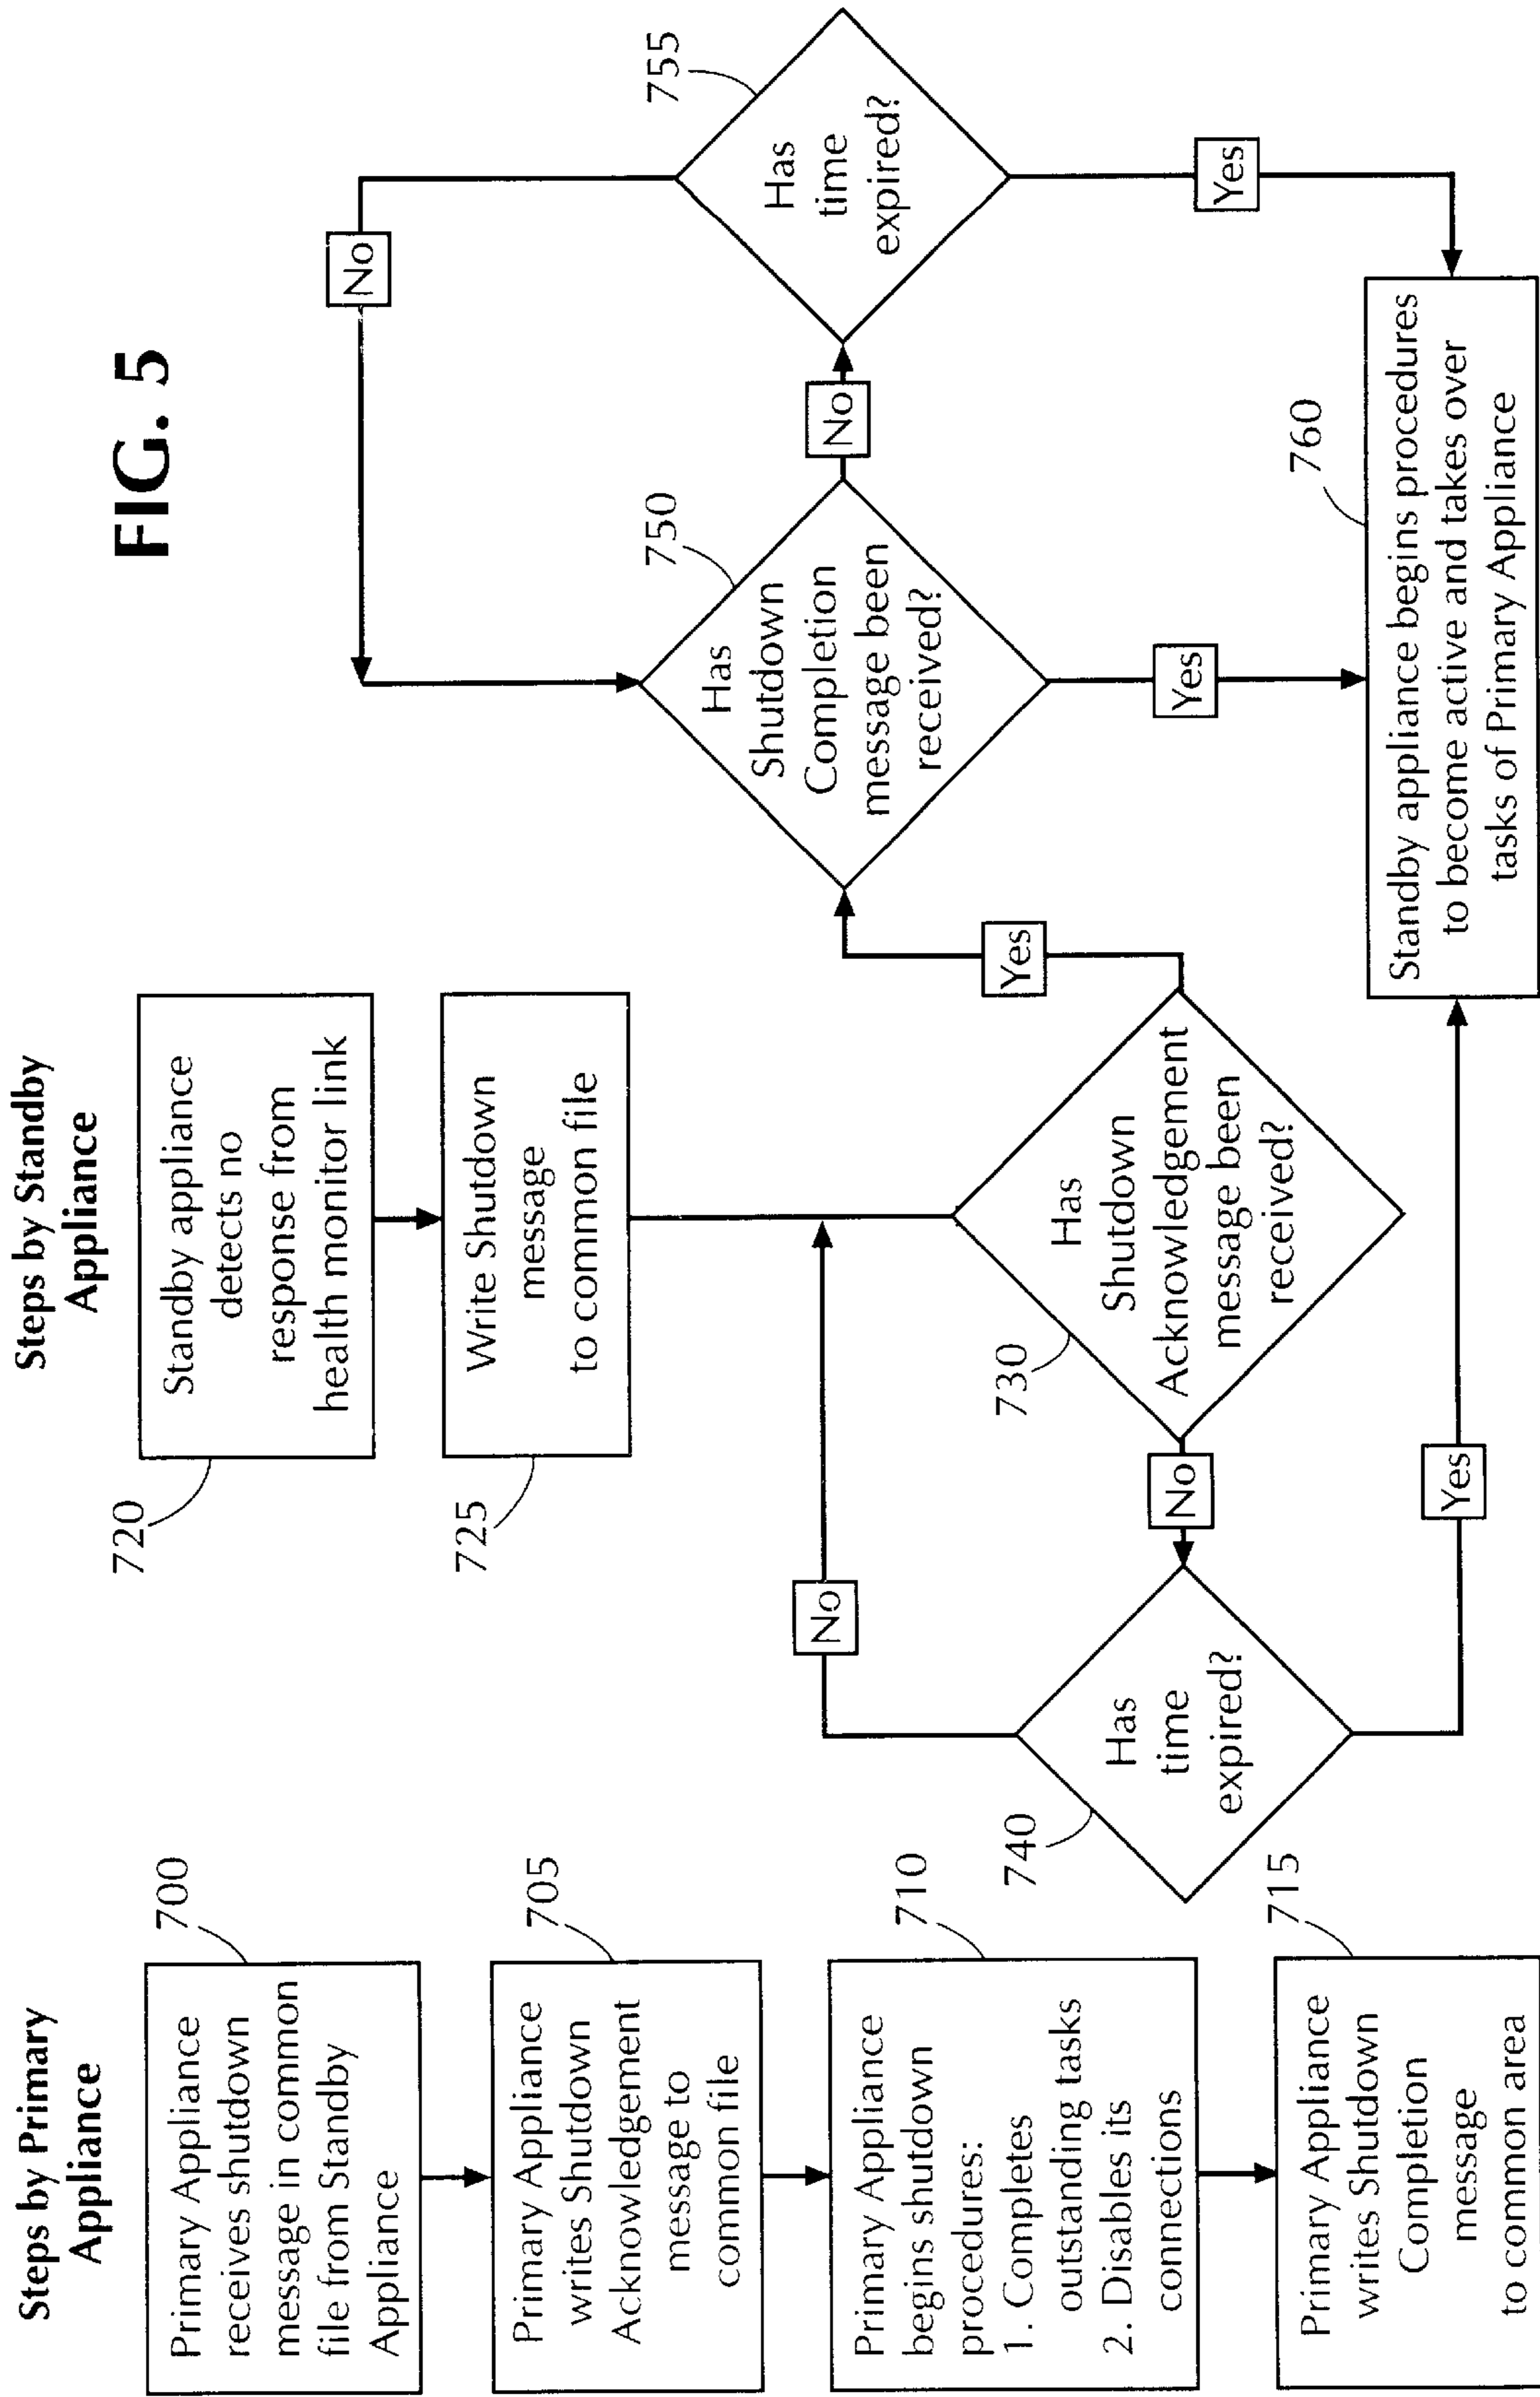 FIG. 5
Steps by Primary
Appliance
Primary Appliance
receives shutdown
message in common
file from Standby
Appliance
700
Primary Appliance
writes Shutdown
Acknowledgement
message to
common file
705
Primary Appliance
begins shutdown
procedures:
1. Completes
outstanding tasks
2. Disables its
connections
710
Primary Appliance
writes Shutdown
Completion
message
to common area
715
Steps by Standby
Appliance
Standby appliance
detects no
response from
health monitor link
720
Write Shutdown
message
to common file
725
Has
Shutdown
Acknowledgement
message been
received?
730
No
Yes
Has
time
expired?
740
No
Yes
Has
Shutdown
Completion
message been
received?
750
No
Yes
Has
time
expired?
755
No
Yes
Standby appliance begins procedures
to become active and takes over
tasks of Primary Appliance
760